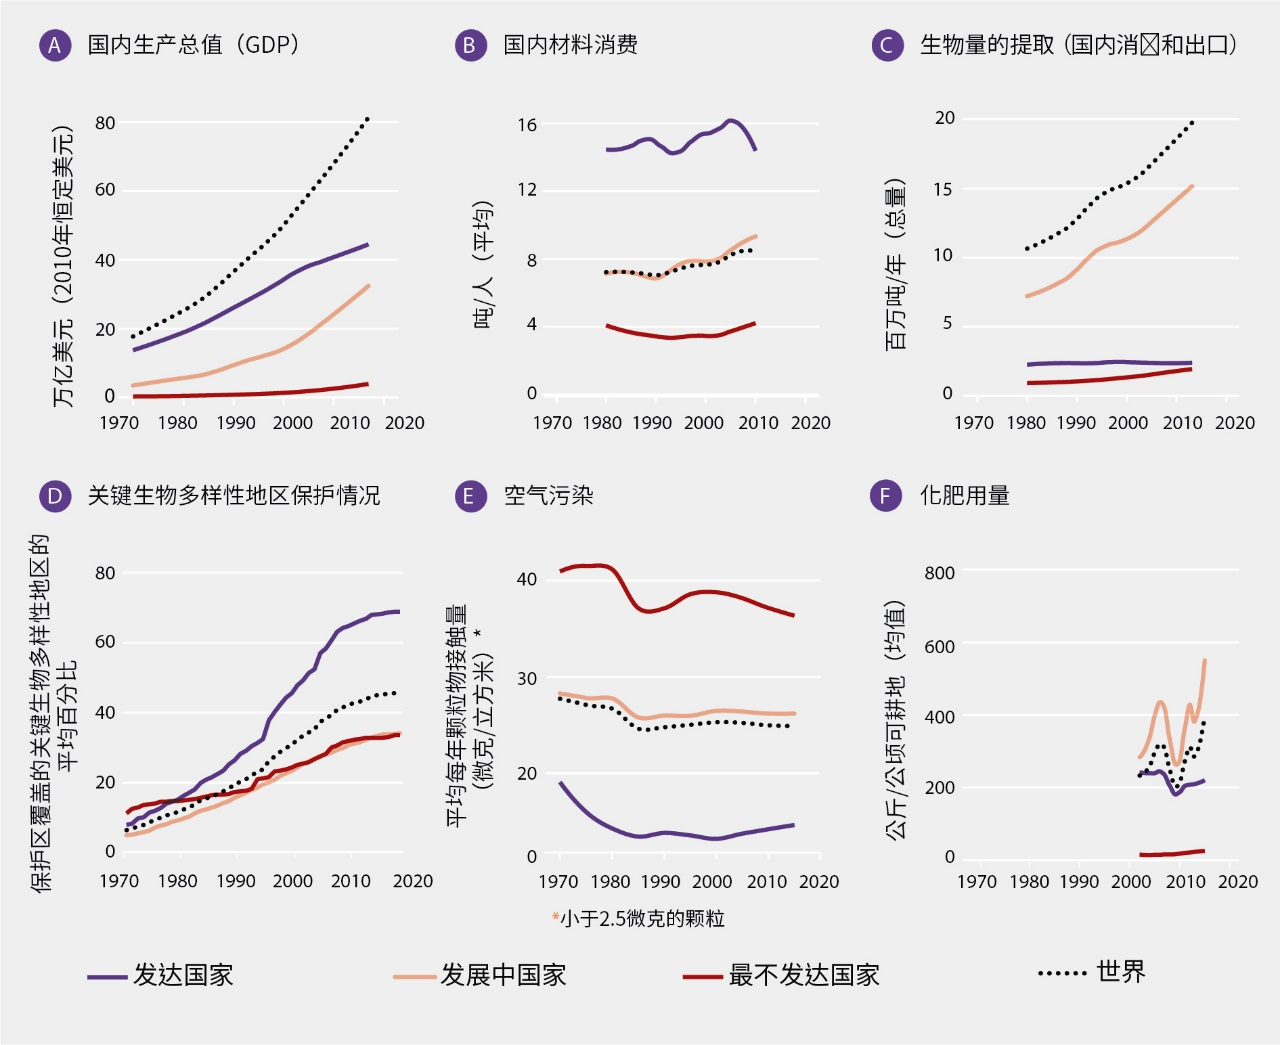 A 国内生产总值（GDP）
万亿美元（2010年恒定美元）
80
60
40
20
0
1970 1980 1990 2000 2010 2020
B 国内材料消费
吨/人（平均）
16
12
8
4
0
1970 1980 1990 2000 2010 2020
C 生物量的提取（国内消〿和出口）
百万吨/年（总量）
20
15
10
5
0
1970 1980 1990 2000 2010 2020
D 关键生物多样性地区保护情况
保护区覆盖的关键生物多样性地区的
平均百分比
80
60
40
20
0
1970 1980 1990 2000 2010 2020
E 空气污染
平均每年颗粒物接触量
（微克/立方米）*
40
30
20
0
1970 1980 1990 2000 2010 2020
*小于2.5微克的颗粒
F 化肥用量
公斤/公顷可耕地（均值）
800
600
400
200
0
1970 1980 1990 2000 2010 2020
发达国家
发展中国家
最不发达国家
世界